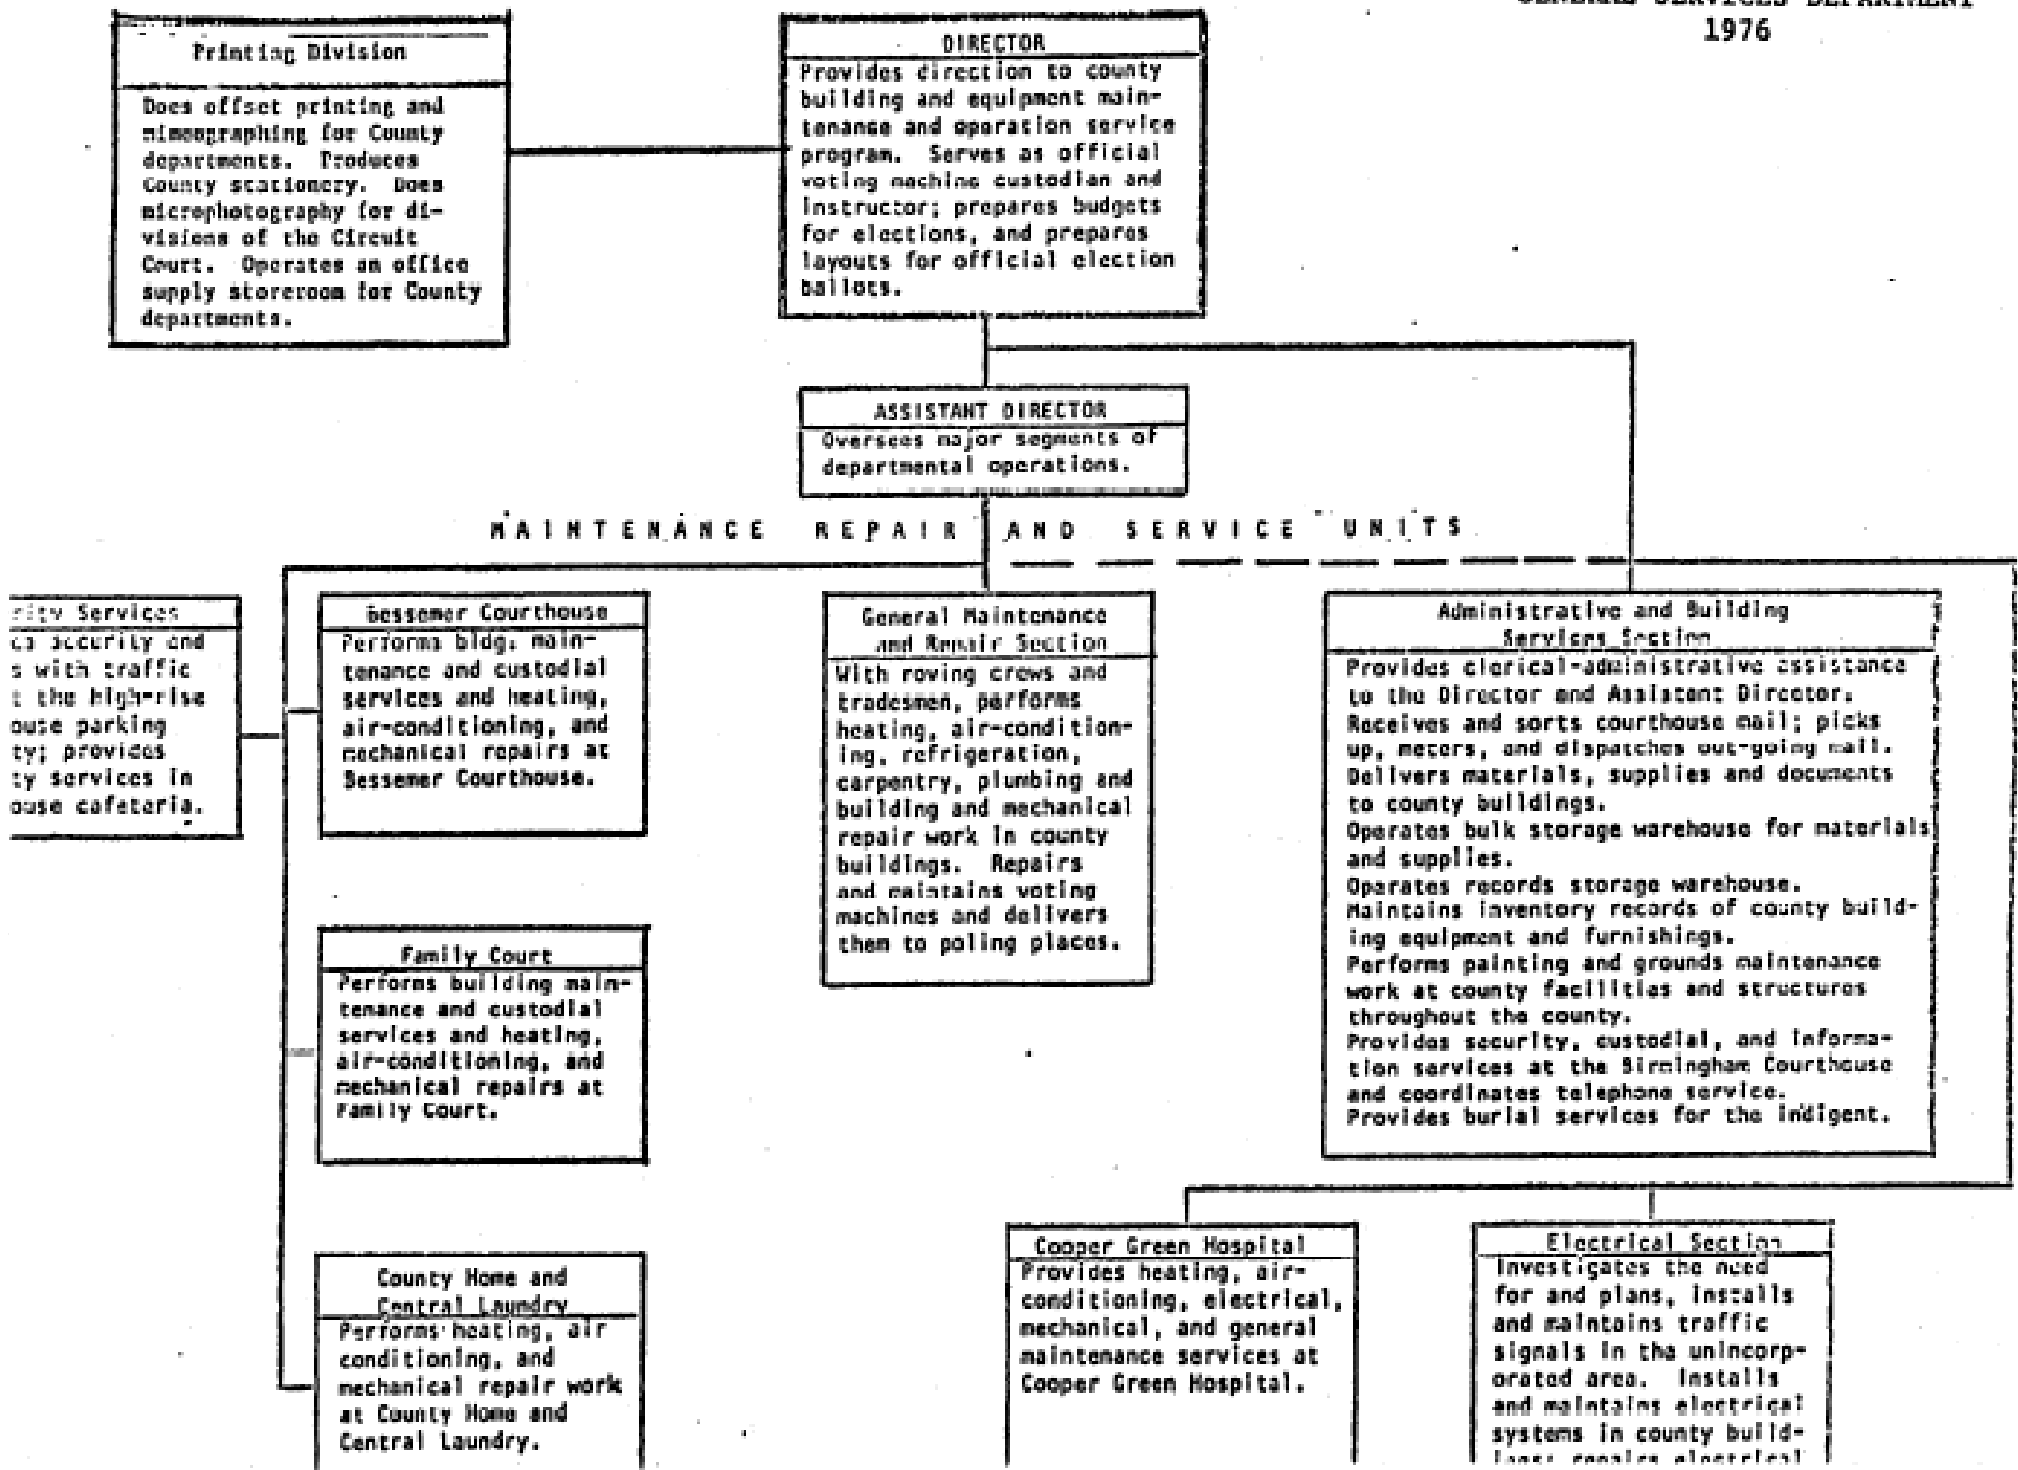 GENERAL SERVICES DEPARTMENT
1976
Printing Division
Does offset printing and
mimeographing for County
departments. Produces
County stationery. Does
microphotography for di-
visions of the Circuit
Court. Operates an office
supply storeroom for County
departments.
DIRECTOR
Provides direction to county
building and equipment main-
tenance and operation service
program. Serves as official
voting machine custodian and
instructor; prepares budgets
for elections, and prepares
layouts for official election
ballots.
ASSISTANT DIRECTOR
Oversees major segments of
departmental operations.
MAINTENANCE REPAIR AND SERVICE UNITS
Services
security and
s with traffic
t the high-rise
ouse parking
ty; provides
ty services in
ouse cafeteria.
Bessemer Courthouse
Performs bldg. main-
tenance and custodial
services and heating,
air-conditioning, and
mechanical repairs at
Bessemer Courthouse.
Family Court
Performs building main-
tenance and custodial
services and heating,
air-conditioning, and
mechanical repairs at
Family Court.
County Home and
Central Laundry
Performs heating, air
conditioning, and
mechanical repair work
at County Home and
Central Laundry.
General Maintenance
and Repair Section
With roving crews and
tradesmen, performs
heating, air-condition-
ing, refrigeration,
carpentry, plumbing and
building and mechanical
repair work in county
buildings. Repairs
and maintains voting
machines and delivers
them to poling places.
Administrative and Building
Services Section
Provides clerical-administrative assistance
to the Director and Assistant Director.
Receives and sorts courthouse mail; picks
up, meters, and dispatches out-going mail.
Delivers materials, supplies and documents
to county buildings.
Operates bulk storage warehouse for materials
and supplies.
Operates records storage warehouse.
Maintains inventory records of county build-
ing equipment and furnishings.
Performs painting and grounds maintenance
work at county facilities and structures
throughout the county.
Provides security, custodial, and informa-
tion services at the Birmingham Courthouse
and coordinates telephone service.
Provides burial services for the indigent.
Cooper Green Hospital
Provides heating, air-
conditioning, electrical,
mechanical, and general
maintenance services at
Cooper Green Hospital.
Electrical Section
Investigates the need
for and plans, installs
and maintains traffic
signals in the unincorp-
orated area. Installs
and maintains electrical
systems in county build-
ings; repairs electrical